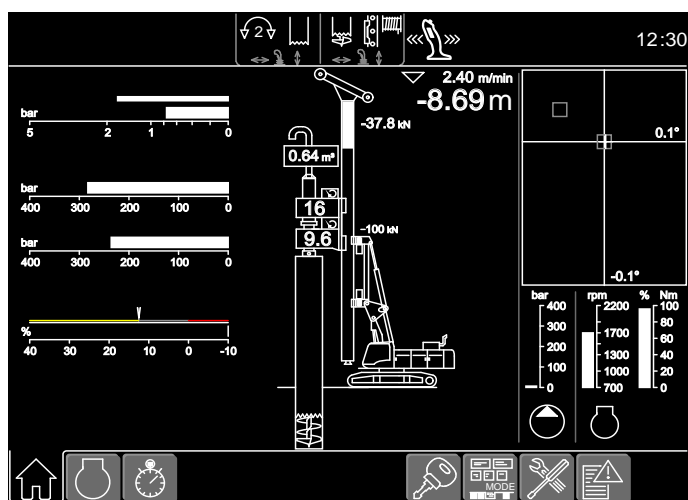 2
12:30
2.40 m/min
-8.69 m
-37.8 kN
bar
5 2 1 0
0.64 m³
0.1°
bar
400 300 200 100 0
16
9.6
-100 kN
bar
400 300 200 100 0
-0.1°
bar rpm % Nm
400 2200 100
300 1700 80
200 1300 60
40
100 1000 20
0 700 0
%
40 30 20 10 0 -10
MODE